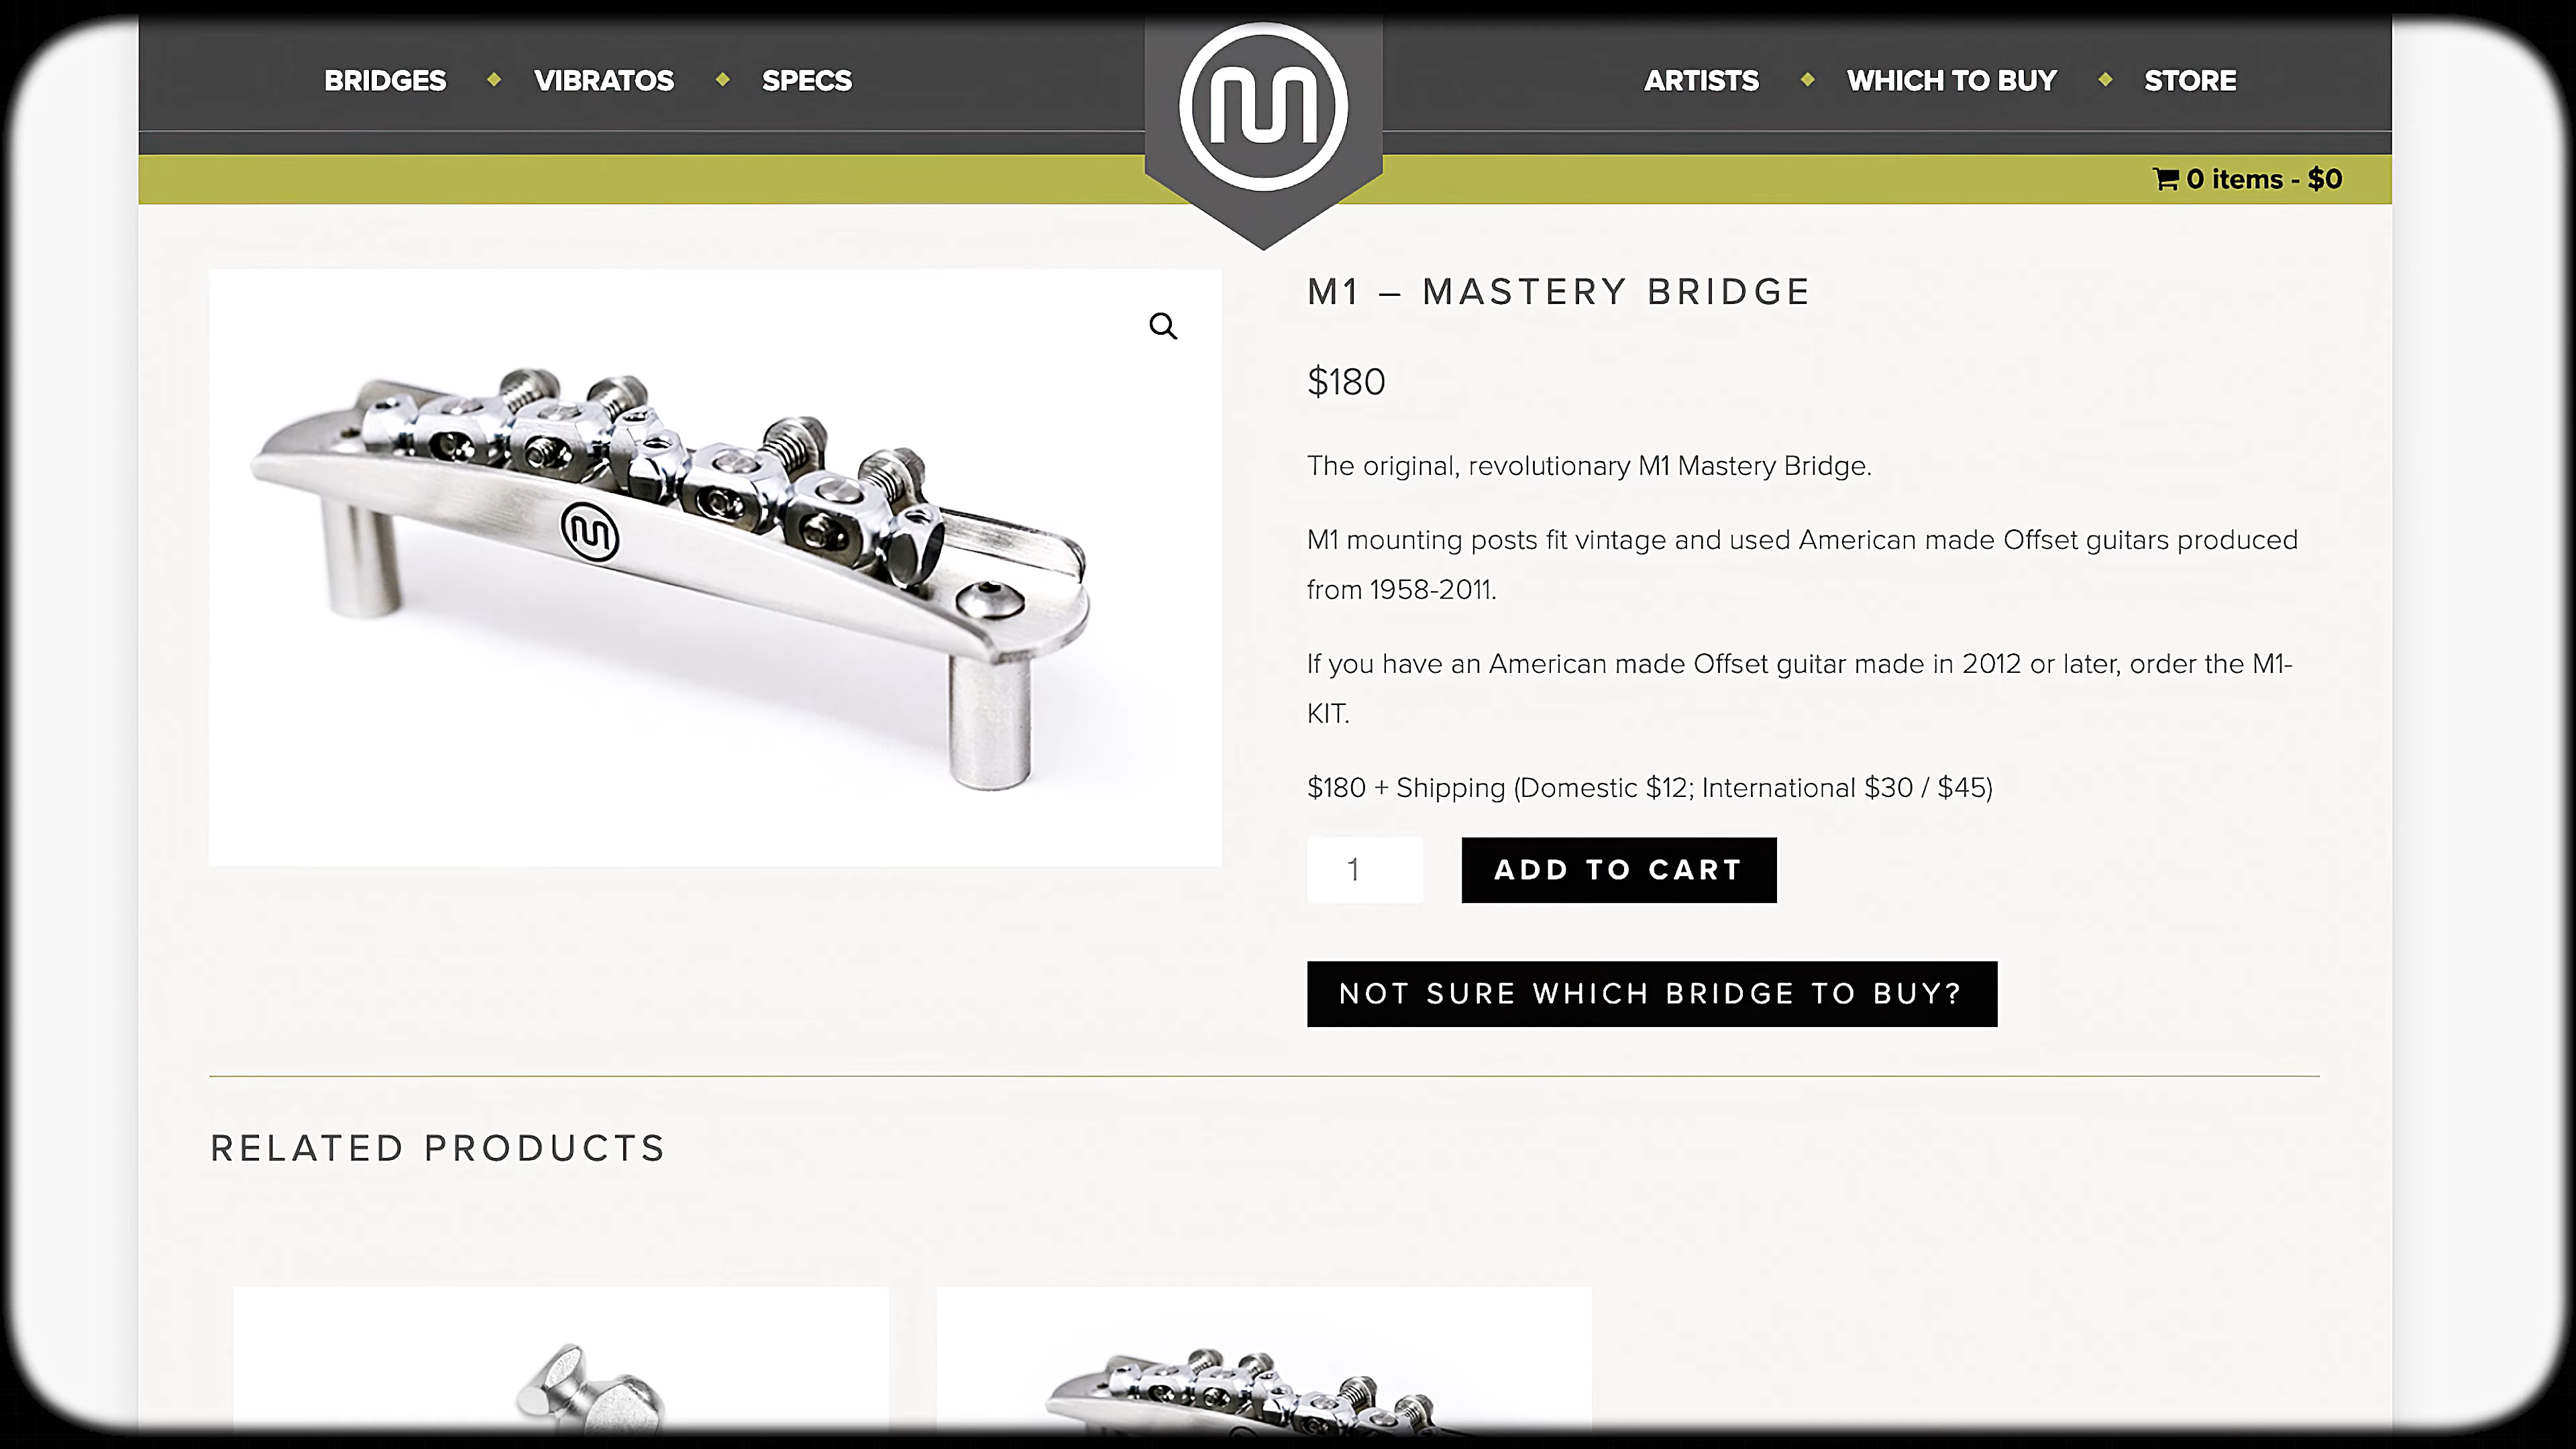 BRIDGES ◆ VIBRATOS ◆ SPECS
ARTISTS ◆ WHICH TO BUY ◆ STORE
0 items - $0
M1 – MASTERY BRIDGE
$180
The original, revolutionary M1 Mastery Bridge.
M1 mounting posts fit vintage and used American made Offset guitars produced
from 1958-2011.
If you have an American made Offset guitar made in 2012 or later, order the M1-
KIT.
$180 + Shipping (Domestic $12; International $30 / $45)
1
ADD TO CART
NOT SURE WHICH BRIDGE TO BUY?
RELATED PRODUCTS